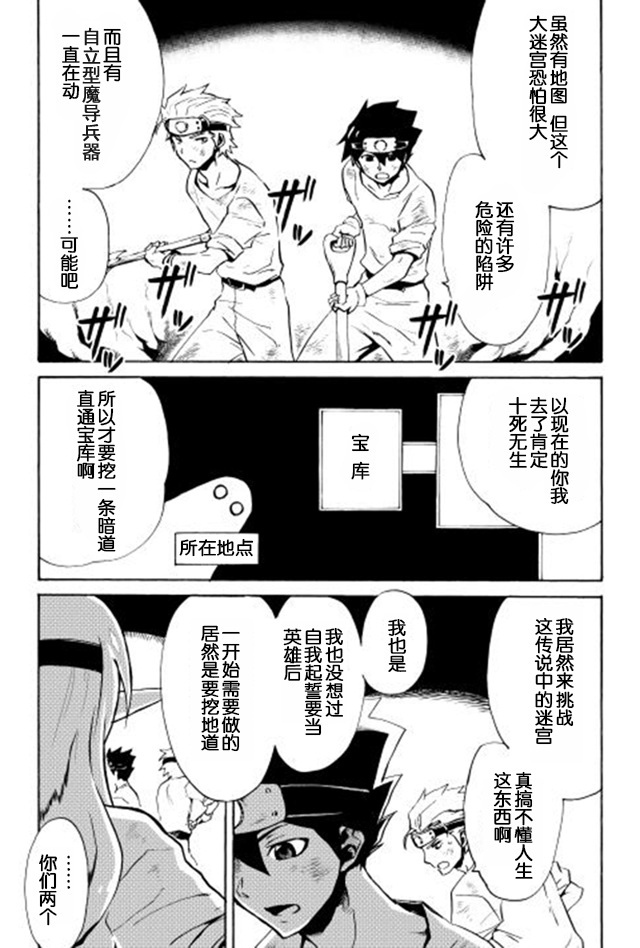 虽然有地图 但这个
大迷宫恐怕很大
还有许多
危险的陷阱
而且有
自立型魔导兵器
一直在动
……可能吧
以现在的你我
去了肯定
十死无生
宝库
所以才要挖一条暗道
直通宝库啊
所在地点
我居然来挑战
这传说中的迷宫
真搞不懂人生
这东西啊
我也是
我也没想过
自我起誓要当
英雄后
一开始需要做的
居然是要挖地道
……
你们两个